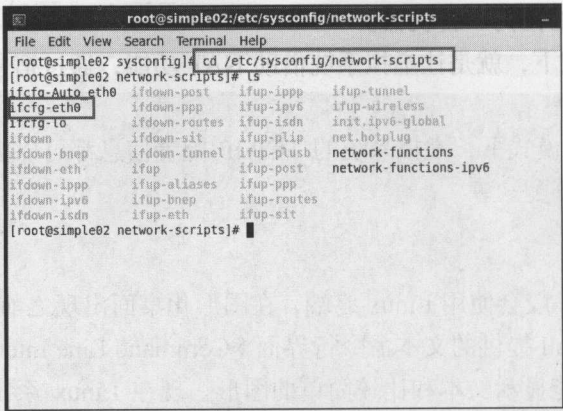 root@simple02:/etc/sysconfig/network-scripts
File Edit View Search Terminal Help
[root@simple02 sysconfig]# cd /etc/sysconfig/network-scripts
[root@simple02 network-scripts]# ls
ifcfg-Auto_eth0 ifdown-post ifup-ippp ifup-tunnel
ifcfg-eth0 ifdown-ppp ifup-ipv6 ifup-wireless
ifcfg-lo ifdown-routes ifup-isdn init.ipv6-global
ifdown ifdown-sit ifup-plip net.hotplug
ifdown-bnep ifdown-tunnel ifup-plusb network-functions
ifdown-eth ifup ifup-post network-functions-ipv6
ifdown-ippp ifup-aliases ifup-ppp
ifdown-ipv6 ifup-bnep ifup-routes
ifdown-isdn ifup-eth ifup-sit
[root@simple02 network-scripts]#